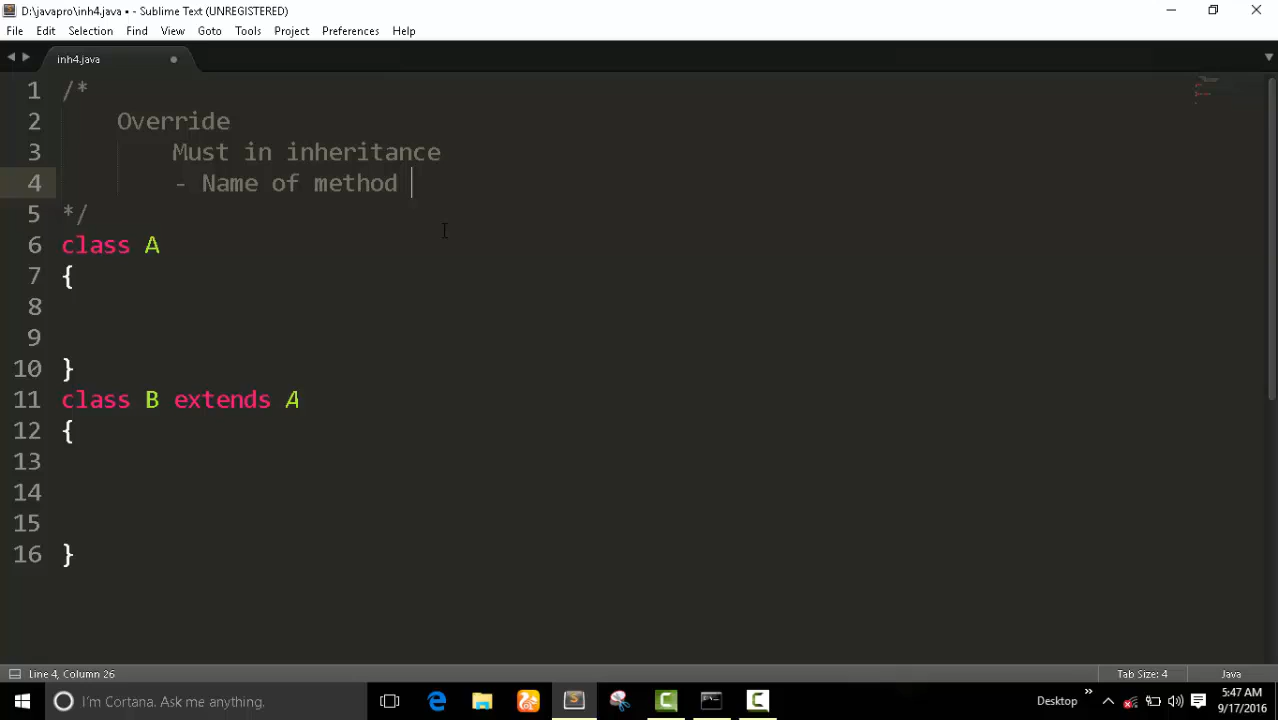 D:\javapro\inh4.java • - Sublime Text (UNREGISTERED)
File Edit Selection Find View Goto Tools Project Preferences Help
inh4.java
1 /*
2 Override
3 Must in inheritance
4 - Name of method
5 */
6 class A
7 {
8
9
10 }
11 class B extends A
12 {
13
14
15
16 }
Line 4, Column 26 Tab Size: 4 Java
I'm Cortana. Ask me anything. Desktop 5:47 AM
9/17/2016